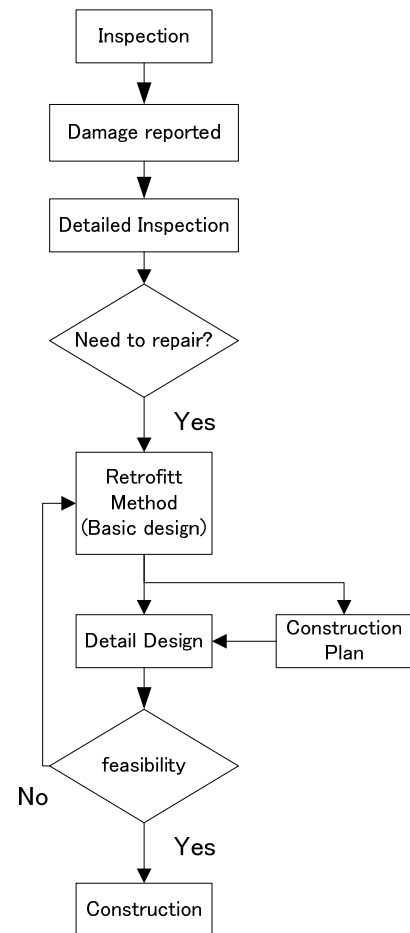 Inspection
Damage reported
Detailed Inspection
Need to repair?
Yes
Retrofitt
Method
(Basic design)
Detail Design
Construction
Plan
feasibility
No
Yes
Construction